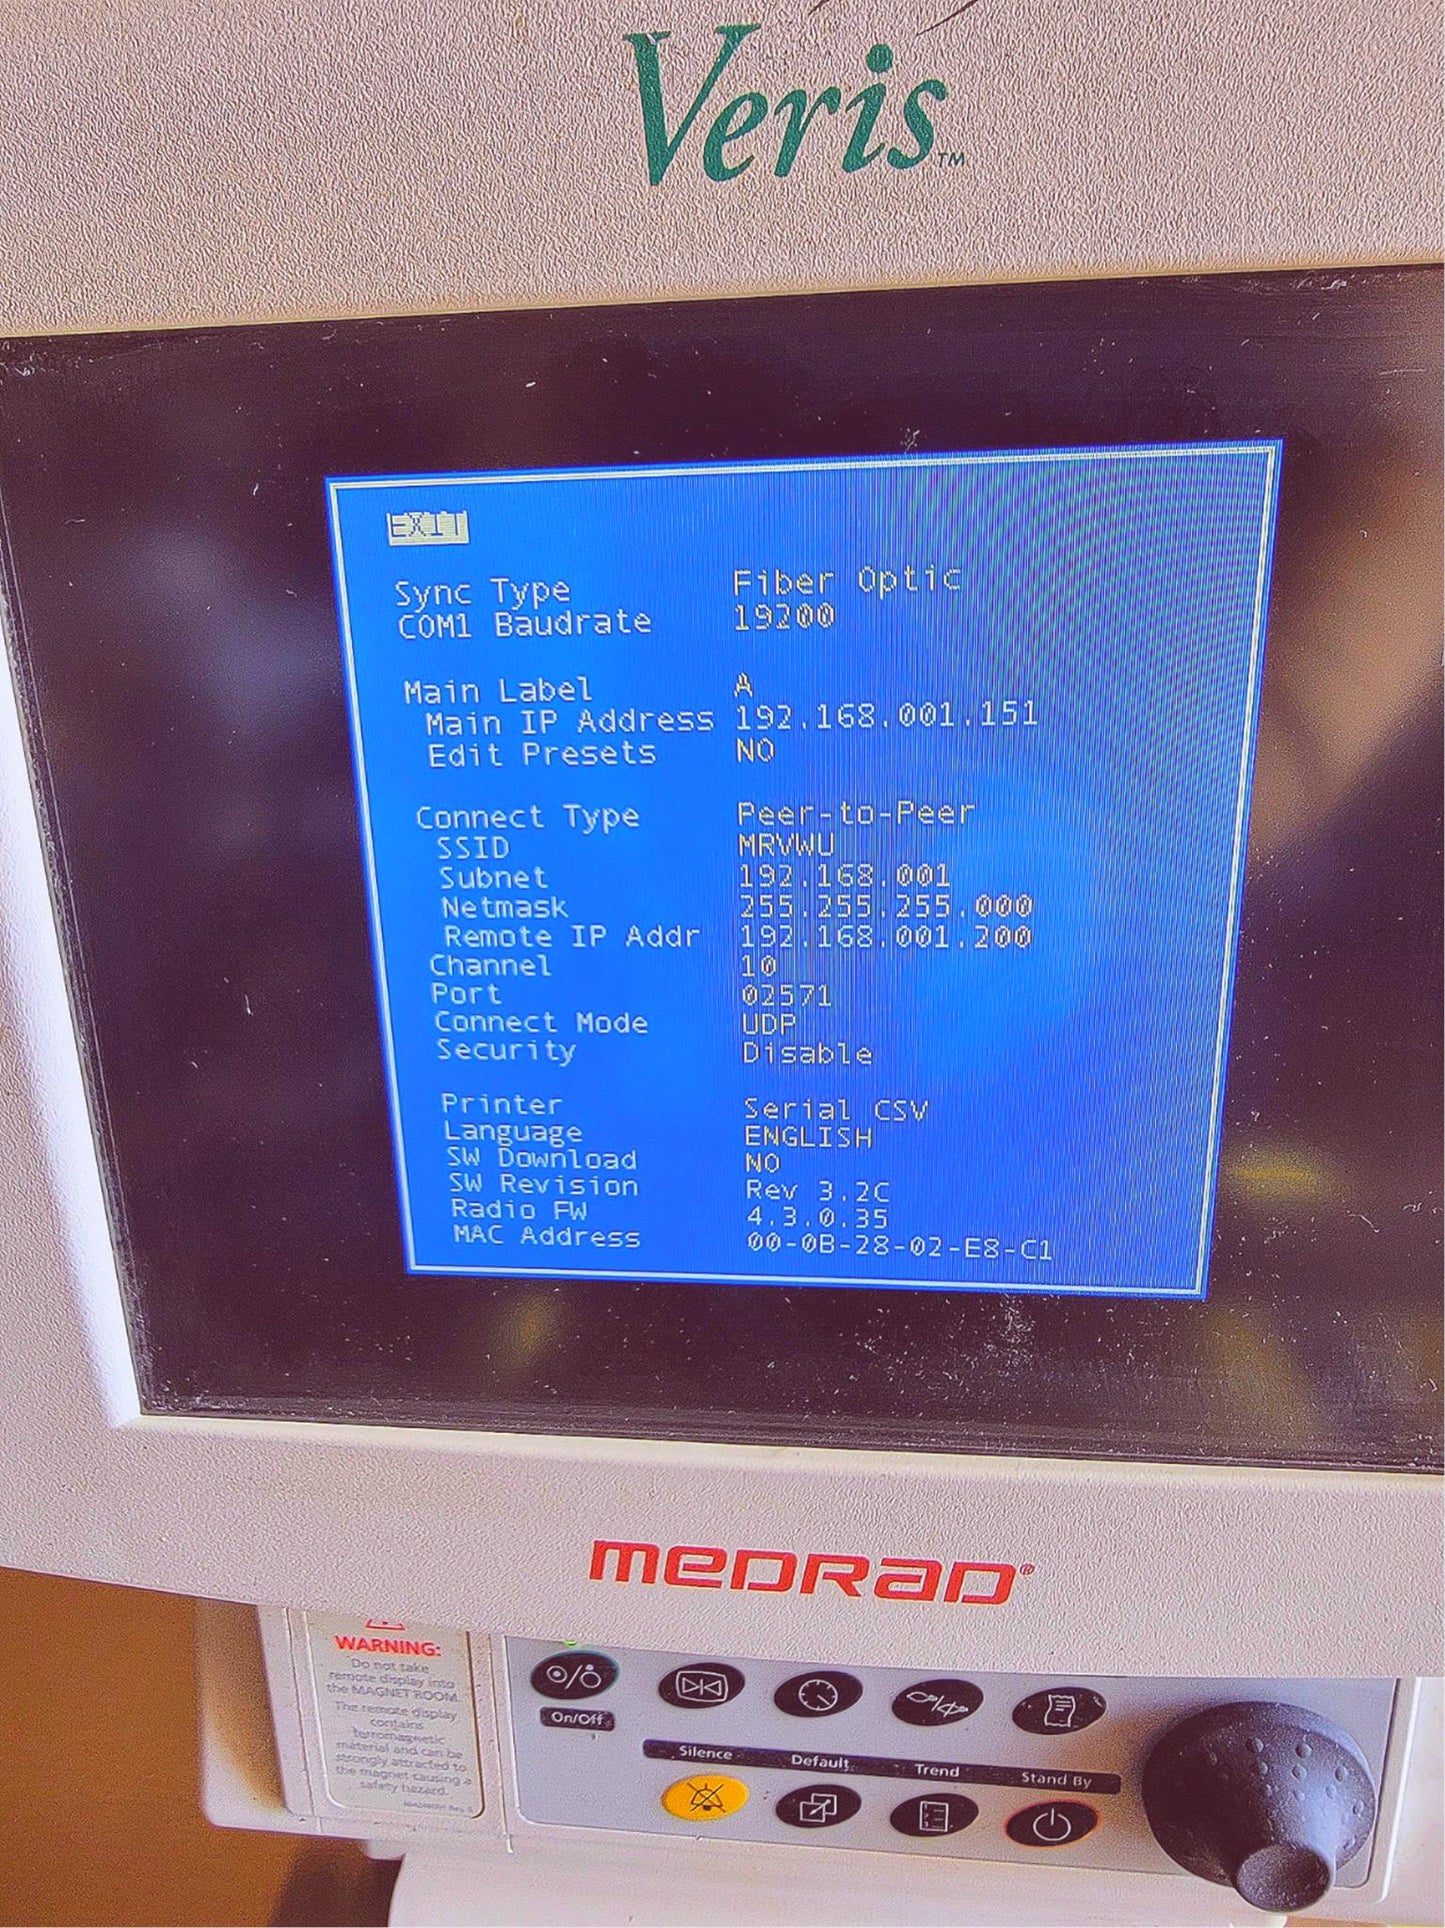 Veris™
EXIT
Sync Type Fiber Optic
COM1 Baudrate 19200
Main Label A
Main IP Address 192.168.001.151
Edit Presets NO
Connect Type Peer-to-Peer
SSID MRVWU
Subnet 192.168.001
Netmask 255.255.255.000
Remote IP Addr 192.168.001.200
Channel 10
Port 02571
Connect Mode UDP
Security Disable
Printer Serial CSV
Language ENGLISH
SW Download NO
SW Revision Rev 3.2C
Radio FW 4.3.0.35
MAC Address 00-0B-28-02-E8-C1
MEDRAD®
WARNING:
Do not take
remote display into
the MAGNET ROOM
The remote display
contains
ferromagnetic
material and can be
strongly attracted to
the magnet causing a
safety hazard.
On/Off
Silence Default Trend Stand By